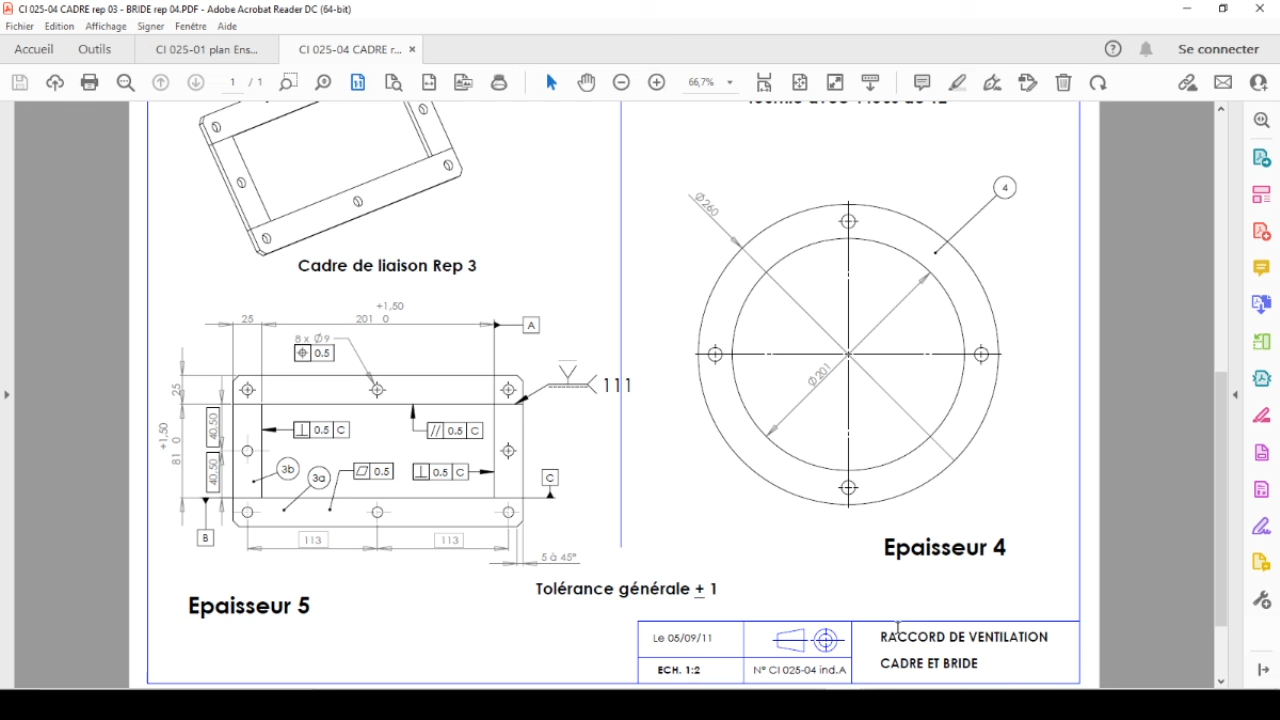 CI 025-04 CADRE rep 03 - BRIDE rep 04.PDF - Adobe Acrobat Reader DC (64-bit)
Fichier Edition Affichage Signer Fenêtre Aide
Accueil Outils CI 025-01 plan Ens... CI 025-04 CADRE r... × Se connecter
1 / 1 66,7%
4
Ø260
Cadre de liaison Rep 3
+1,50
25 201 0 A
8 x Ø9
0.5
111
25
40,50
0.5 C
// 0.5 C
+1,50
81 0
Ø201
40,50
3b
3a
0.5
0.5 C
C
B
113 113
5 à 45°
Epaisseur 4
Tolérance générale ± 1
Epaisseur 5
Le 05/09/11
RACCORD DE VENTILATION
ECH. 1:2
N° CI 025-04 ind.A
CADRE ET BRIDE